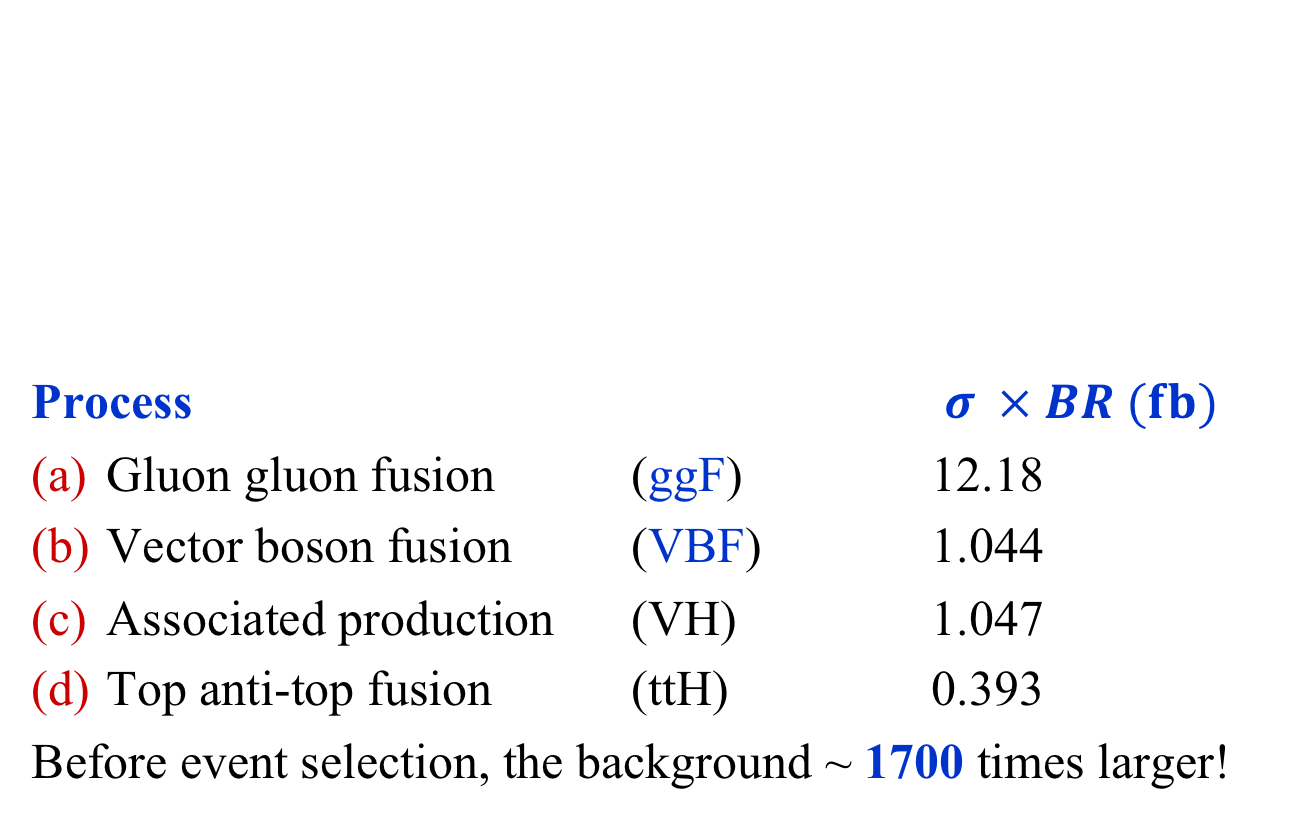 Process σ × BR (fb)
(a) Gluon gluon fusion (ggF) 12.18
(b) Vector boson fusion (VBF) 1.044
(c) Associated production (VH) 1.047
(d) Top anti-top fusion (ttH) 0.393
Before event selection, the background ~ 1700 times larger!